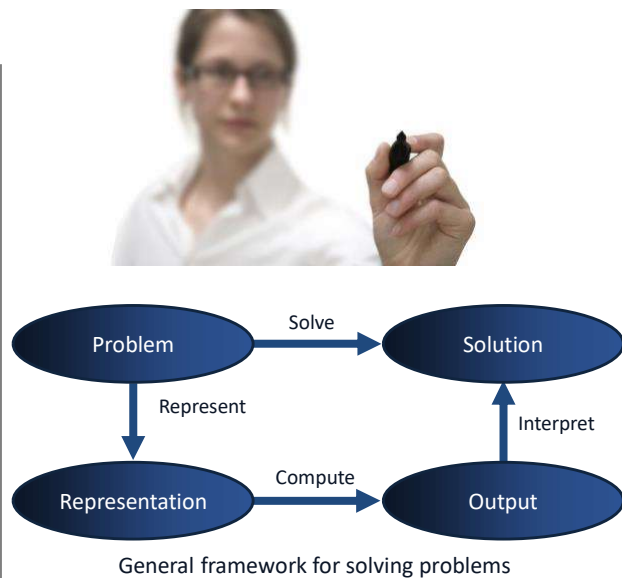 Problem
Solve
Solution
Represent
Interpret
Representation
Compute
Output
General framework for solving problems